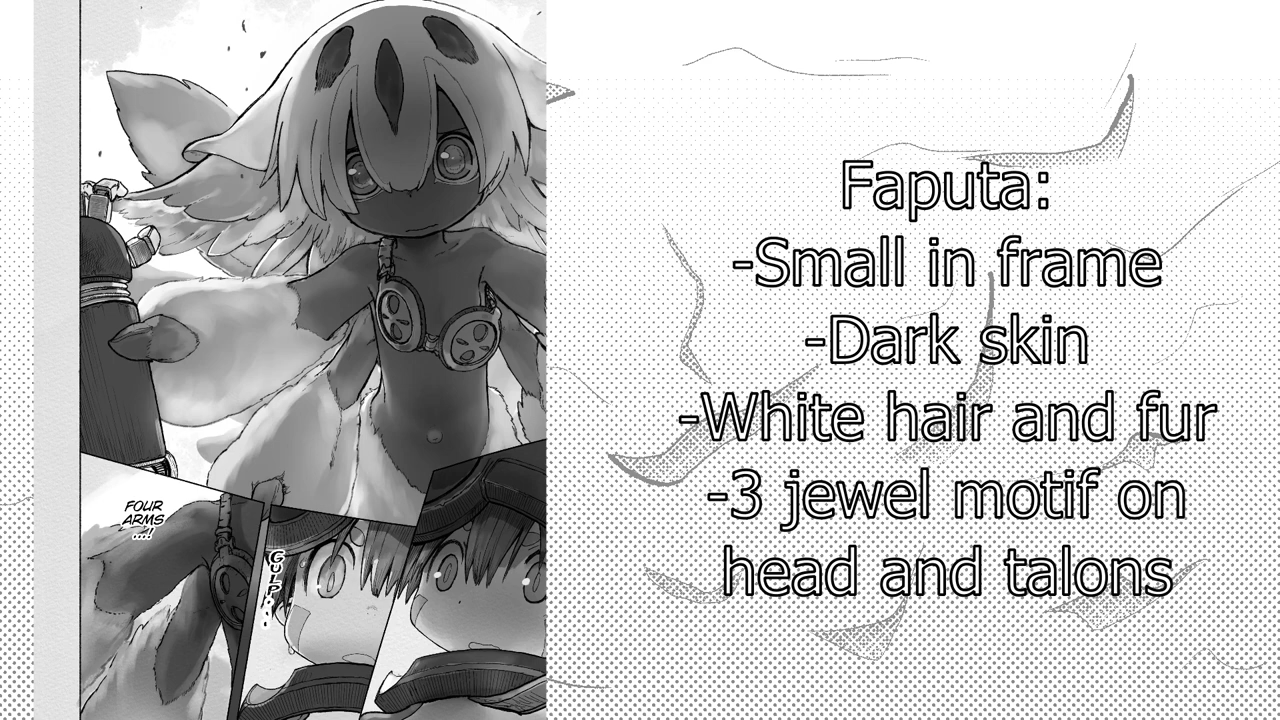 FOUR
ARMS
...!
GULP...
Faputa:
-Small in frame
-Dark skin
-White hair and fur
-3 jewel motif on
head and talons